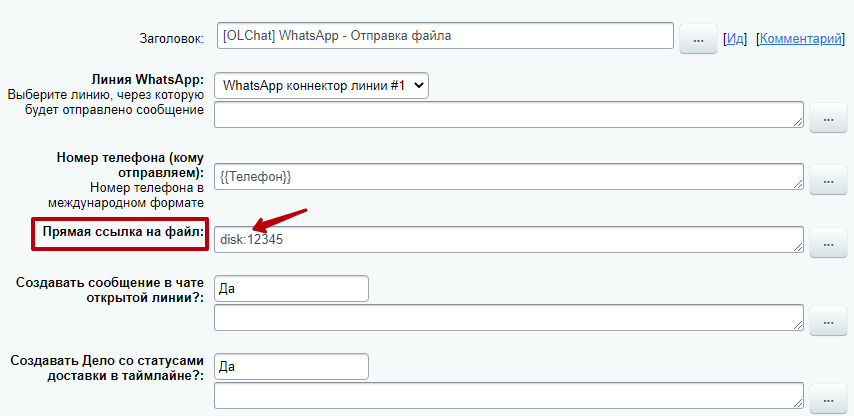 Заголовок: [OLChat] WhatsApp - Отправка файла ... [Ид] [Комментарий]
Линия WhatsApp: WhatsApp коннектор линии #1
Выберите линию, через которую
будет отправлено сообщение
...
Номер телефона (кому
отправляем): {{Телефон}} ...
Номер телефона в
международном формате
Прямая ссылка на файл: disk:12345 ...
Создавать сообщение в чате Да
открытой линии?:
...
Создавать Дело со статусами Да
доставки в таймлайне?:
...